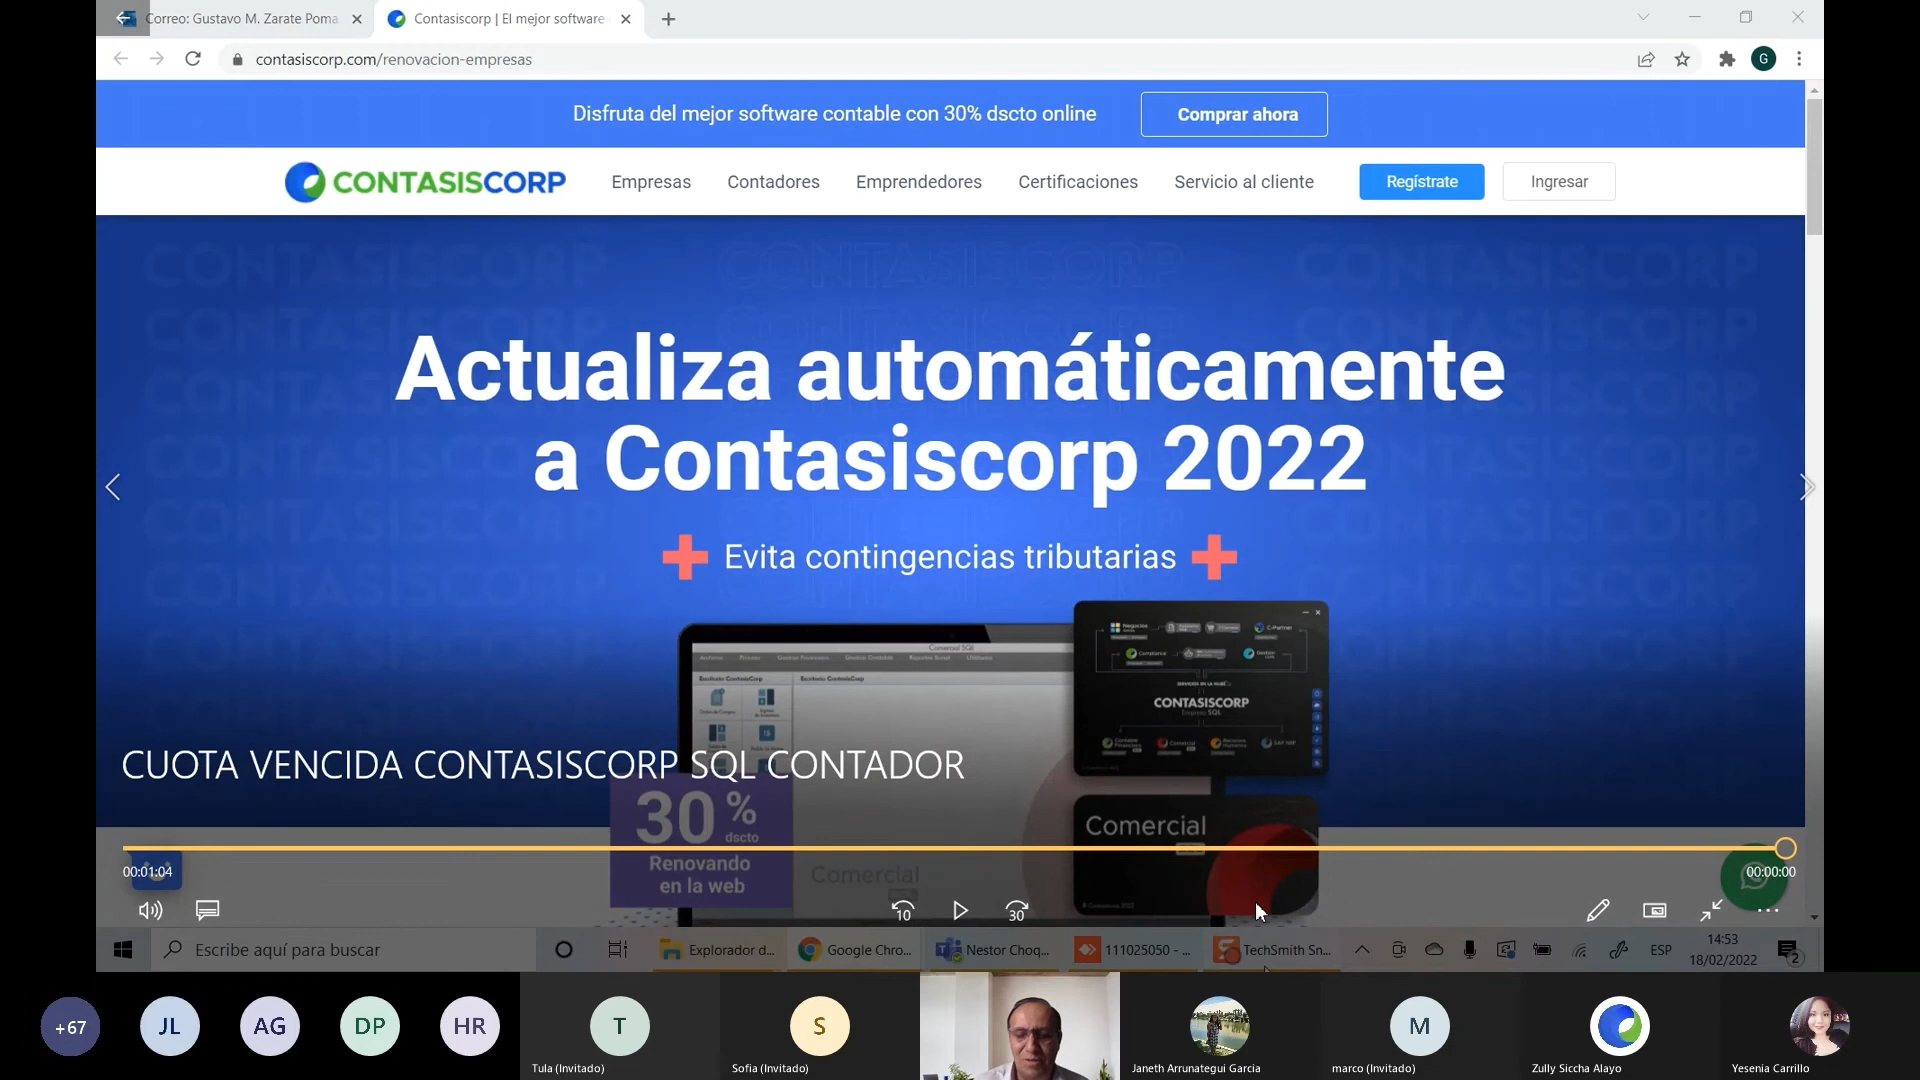 Correo: Gustavo M. Zarate Poma
Contasiscorp | El mejor software
contasiscorp.com/renovacion-empresas
G
Disfruta del mejor software contable con 30% dscto online
Comprar ahora
CONTASISCORP
Empresas
Contadores
Emprendedores
Certificaciones
Servicio al cliente
Regístrate
Ingresar
Actualiza automáticamente
a Contasiscorp 2022
Evita contingencias tributarias
Comercial SQL
CONTASISCORP
CUOTA VENCIDA CONTASISCORP SQL CONTADOR
30% dscto
Renovando
en la web
Comercial
Comercial
00:01:04
00:00:00
10
30
Escribe aquí para buscar
Explorador d...
Google Chro...
Nestor Choq...
111025050 - ...
TechSmith Sn...
ESP
14:53
18/02/2022
2
+67
JL
AG
DP
HR
T
S
M
Tula (Invitado)
Sofia (Invitado)
Janeth Arrunategui Garcia
marco (Invitado)
Zully Siccha Alayo
Yesenia Carrillo